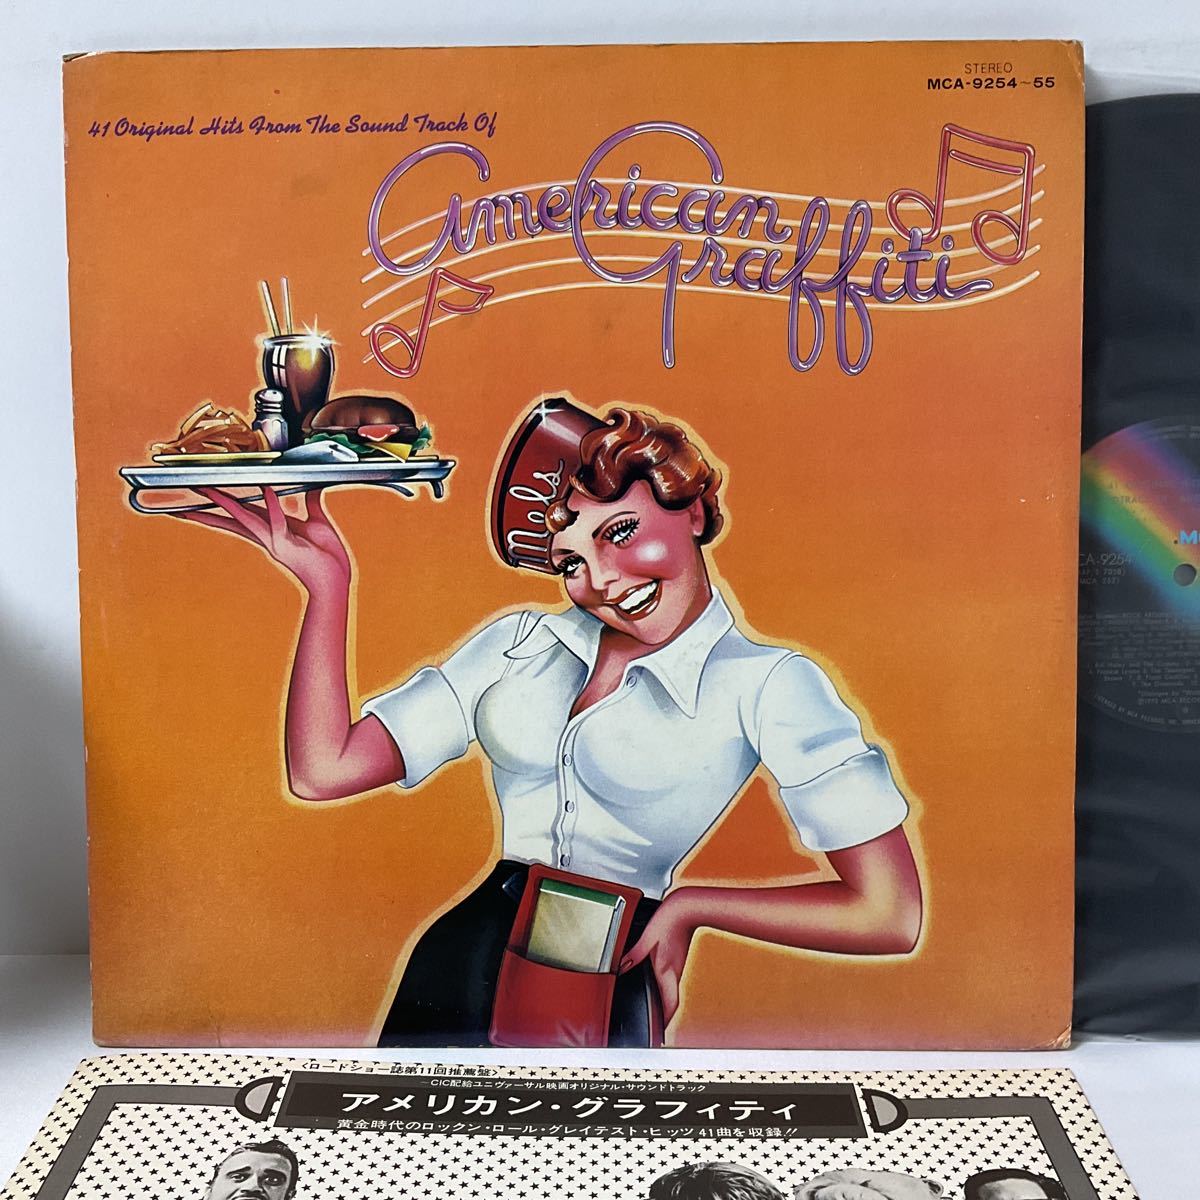 STEREO
MCA-9254~55
41 Original Hits From The Sound Track Of
American
Graffiti
Mels
CA-9254
MCA 252)
〈ロードショー誌第11回推薦盤〉
CIC配給ユニヴァーサル映画オリジナル・サウンドトラック
アメリカン・グラフィティ
黄金時代のロックン・ロール・グレイテスト・ヒッツ 41曲を収録!!